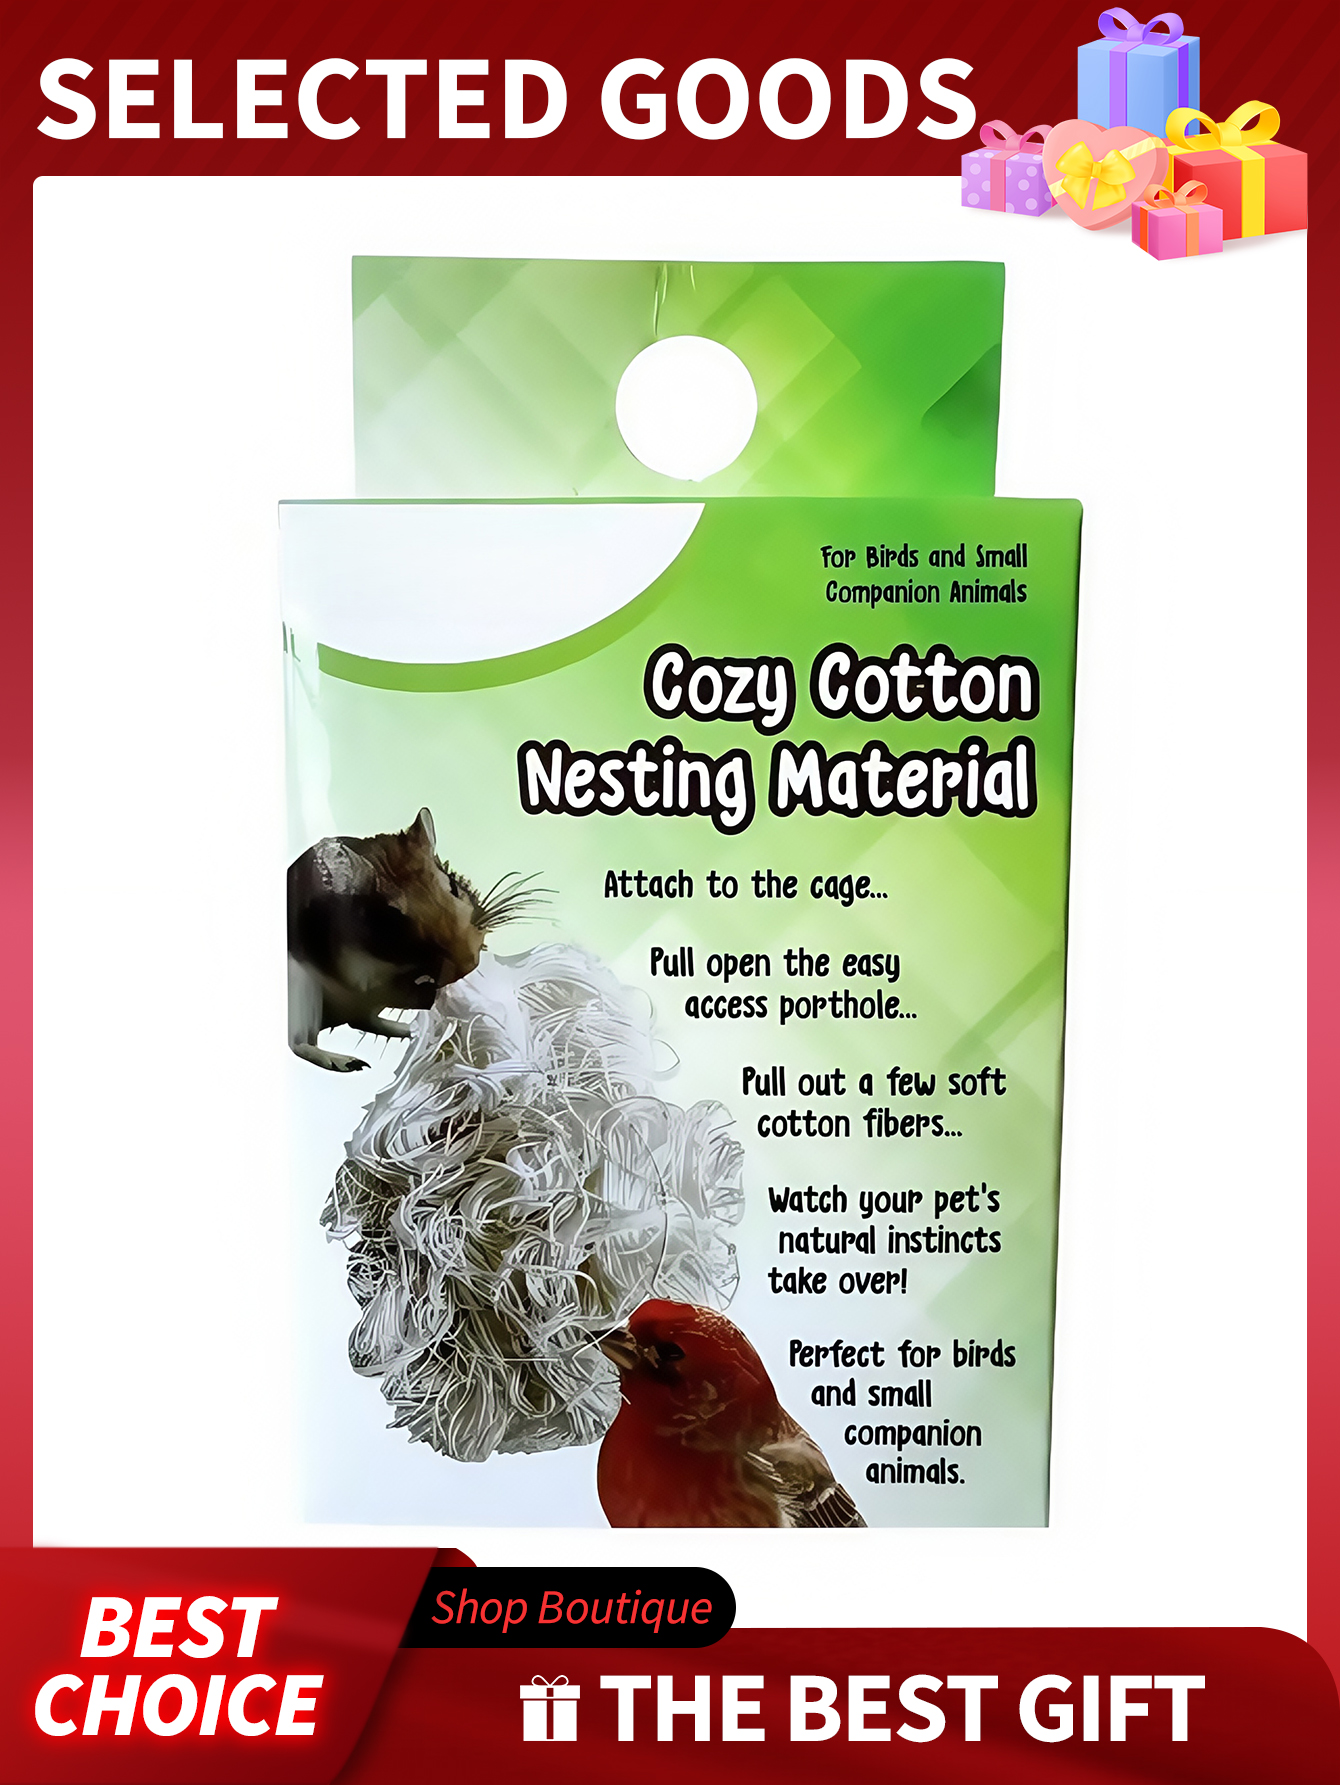 SELECTED GOODS
For Birds and Small
Companion Animals
Cozy Cotton
Nesting Material
Attach to the cage...
Pull open the easy
access porthole...
Pull out a few soft
cotton fibers...
Watch your pet's
natural instincts
take over!
Perfect for birds
and small
companion
animals.
BEST
CHOICE
Shop Boutique
THE BEST GIFT